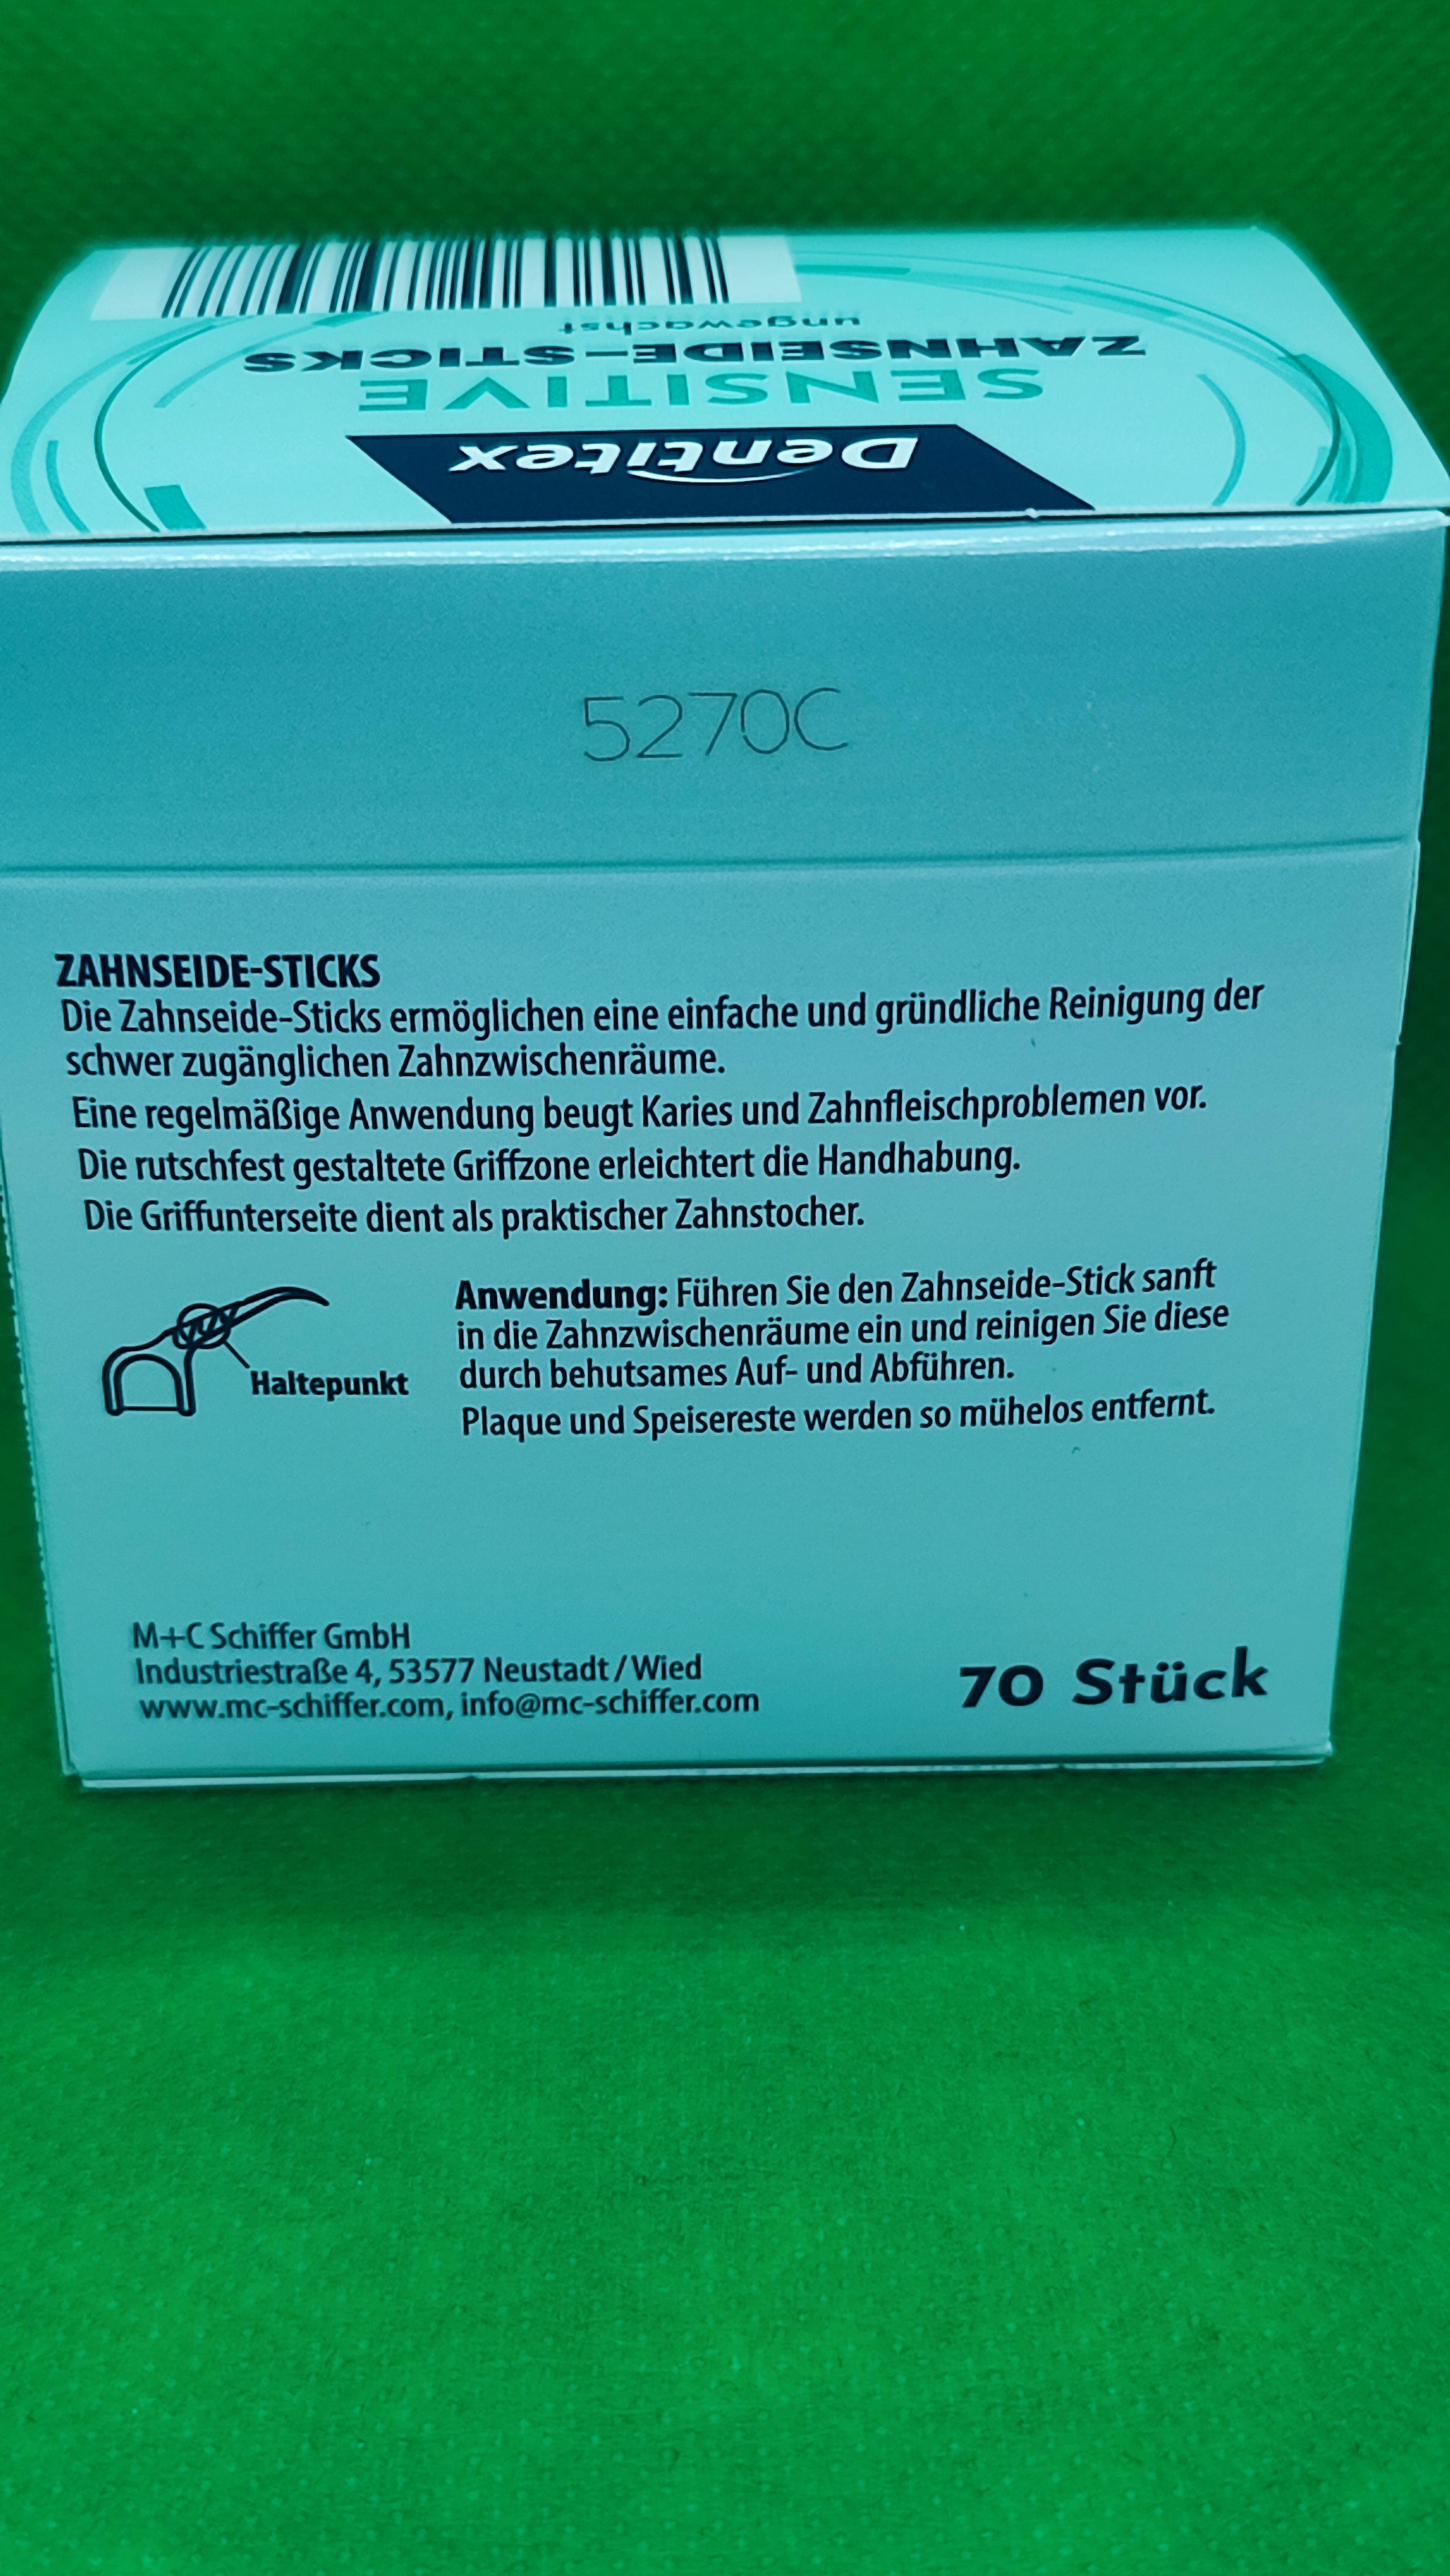 ungewachst
ZAHNSEIDE-STICKS
SENSITIVE
Dentitex
5270C
ZAHNSEIDE-STICKS
Die Zahnseide-Sticks ermöglichen eine einfache und gründliche Reinigung der
schwer zugänglichen Zahnzwischenräume.
Eine regelmäßige Anwendung beugt Karies und Zahnfleischproblemen vor.
Die rutschfest gestaltete Griffzone erleichtert die Handhabung.
Die Griffunterseite dient als praktischer Zahnstocher.
Haltepunkt
Anwendung: Führen Sie den Zahnseide-Stick sanft
in die Zahnzwischenräume ein und reinigen Sie diese
durch behutsames Auf- und Abführen.
Plaque und Speisereste werden so mühelos entfernt.
M+C Schiffer GmbH
Industriestraße 4, 53577 Neustadt / Wied
www.mc-schiffer.com, info@mc-schiffer.com
70 Stück